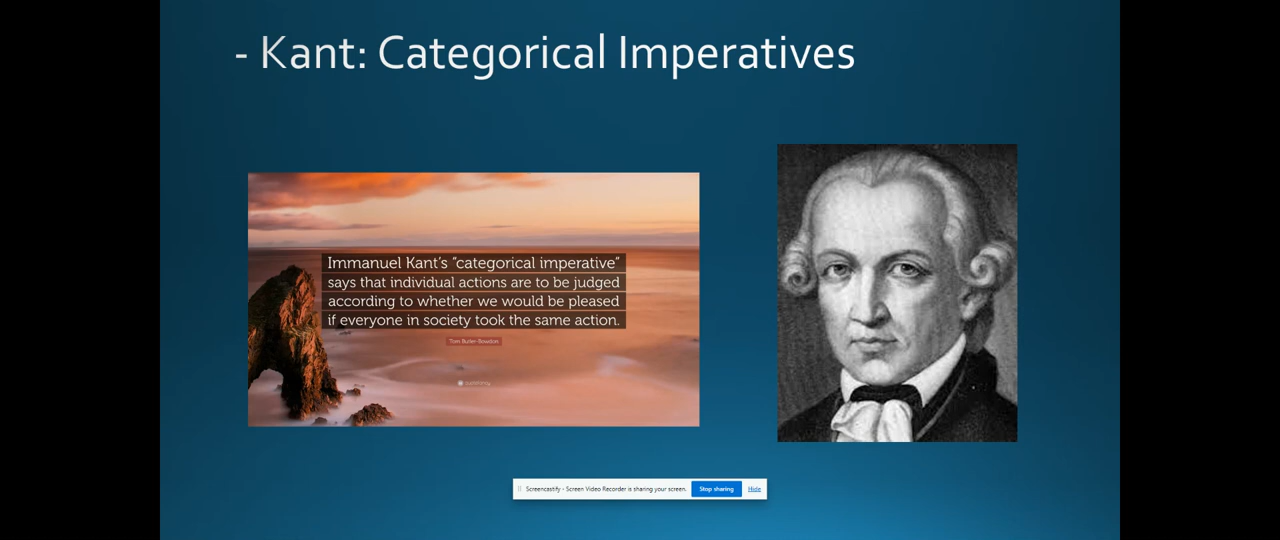 - Kant: Categorical Imperatives
Immanuel Kant's "categorical imperative"
says that individual actions are to be judged
according to whether we would be pleased
if everyone in society took the same action.
Tom Butler-Bowdon
quotefancy
Screencastify - Screen Video Recorder is sharing your screen. Stop sharing Hide